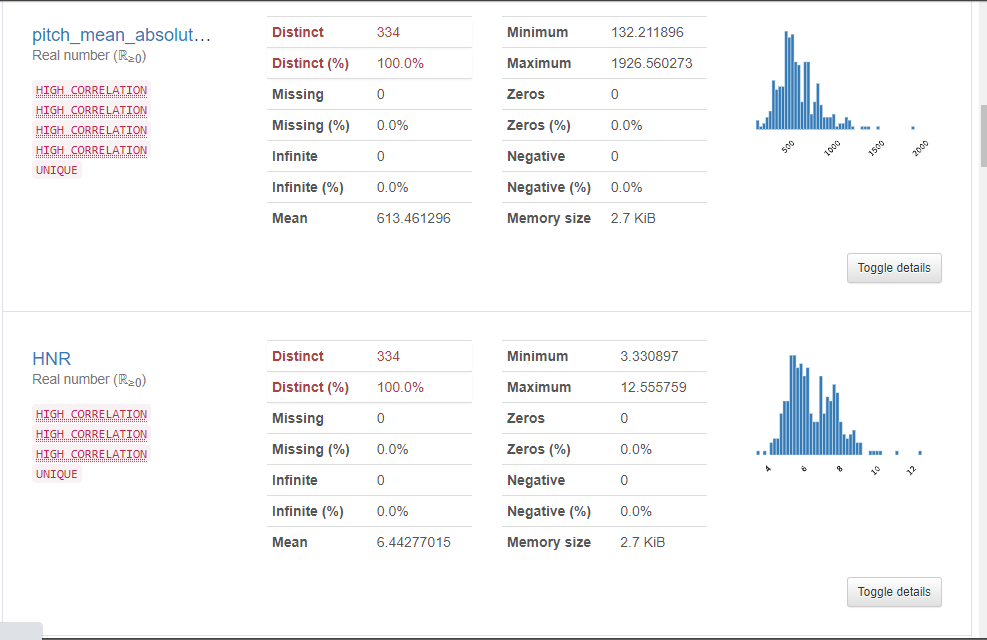 pitch_mean_absolut...
Real number (ℝ≥0)
HIGH CORRELATION
HIGH CORRELATION
HIGH CORRELATION
HIGH CORRELATION
UNIQUE
Distinct 334
Distinct (%) 100.0%
Missing 0
Missing (%) 0.0%
Infinite 0
Infinite (%) 0.0%
Mean 613.461296
Minimum 132.211896
Maximum 1926.560273
Zeros 0
Zeros (%) 0.0%
Negative 0
Negative (%) 0.0%
Memory size 2.7 KiB
500 1000 1500 2000
Toggle details
HNR
Real number (ℝ≥0)
HIGH CORRELATION
HIGH CORRELATION
HIGH CORRELATION
UNIQUE
Distinct 334
Distinct (%) 100.0%
Missing 0
Missing (%) 0.0%
Infinite 0
Infinite (%) 0.0%
Mean 6.44277015
Minimum 3.330897
Maximum 12.555759
Zeros 0
Zeros (%) 0.0%
Negative 0
Negative (%) 0.0%
Memory size 2.7 KiB
4 6 8 10 12
Toggle details